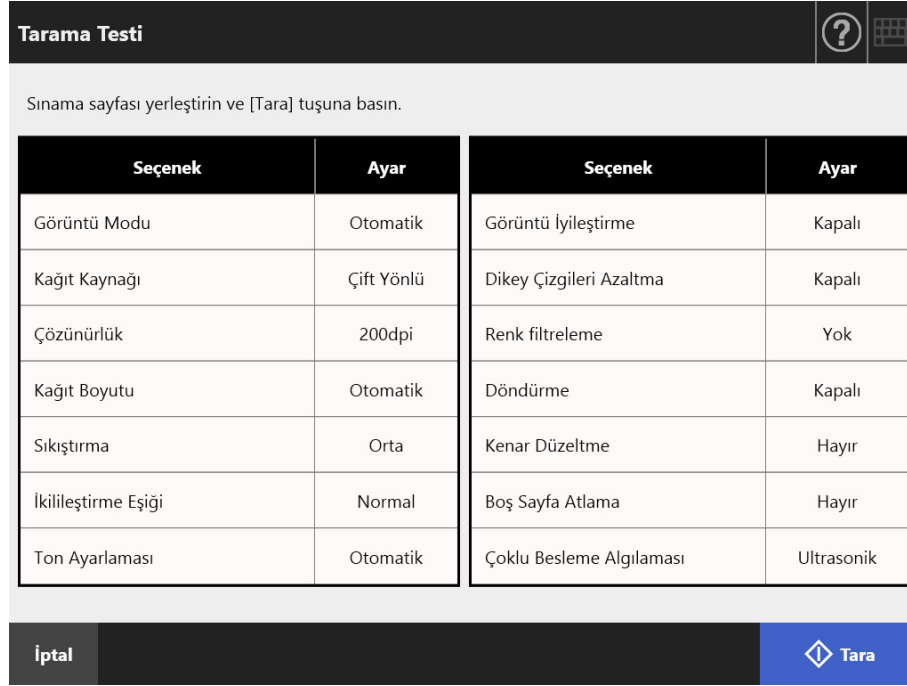 Tarama Testi
Sınama sayfası yerleştirin ve [Tara] tuşuna basın.
Seçenek Ayar Seçenek Ayar
Görüntü Modu Otomatik Görüntü İyileştirme Kapalı
Kağıt Kaynağı Çift Yönlü Dikey Çizgileri Azaltma Kapalı
Çözünürlük 200dpi Renk filtreleme Yok
Kağıt Boyutu Otomatik Döndürme Kapalı
Sıkıştırma Orta Kenar Düzeltme Hayır
İkilileştirme Eşiği Normal Boş Sayfa Atlama Hayır
Ton Ayarlaması Otomatik Çoklu Besleme Algılaması Ultrasonik
İptal Tara